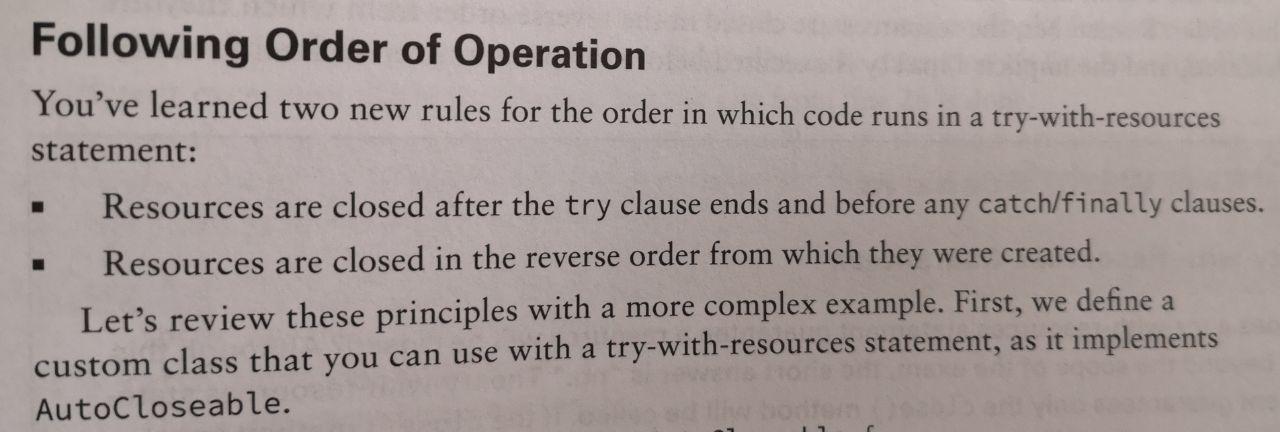 Following Order of Operation
You've learned two new rules for the order in which code runs in a try-with-resources
statement:
▪ Resources are closed after the try clause ends and before any catch/finally clauses.
▪ Resources are closed in the reverse order from which they were created.
Let's review these principles with a more complex example. First, we define a
custom class that you can use with a try-with-resources statement, as it implements
AutoCloseable.